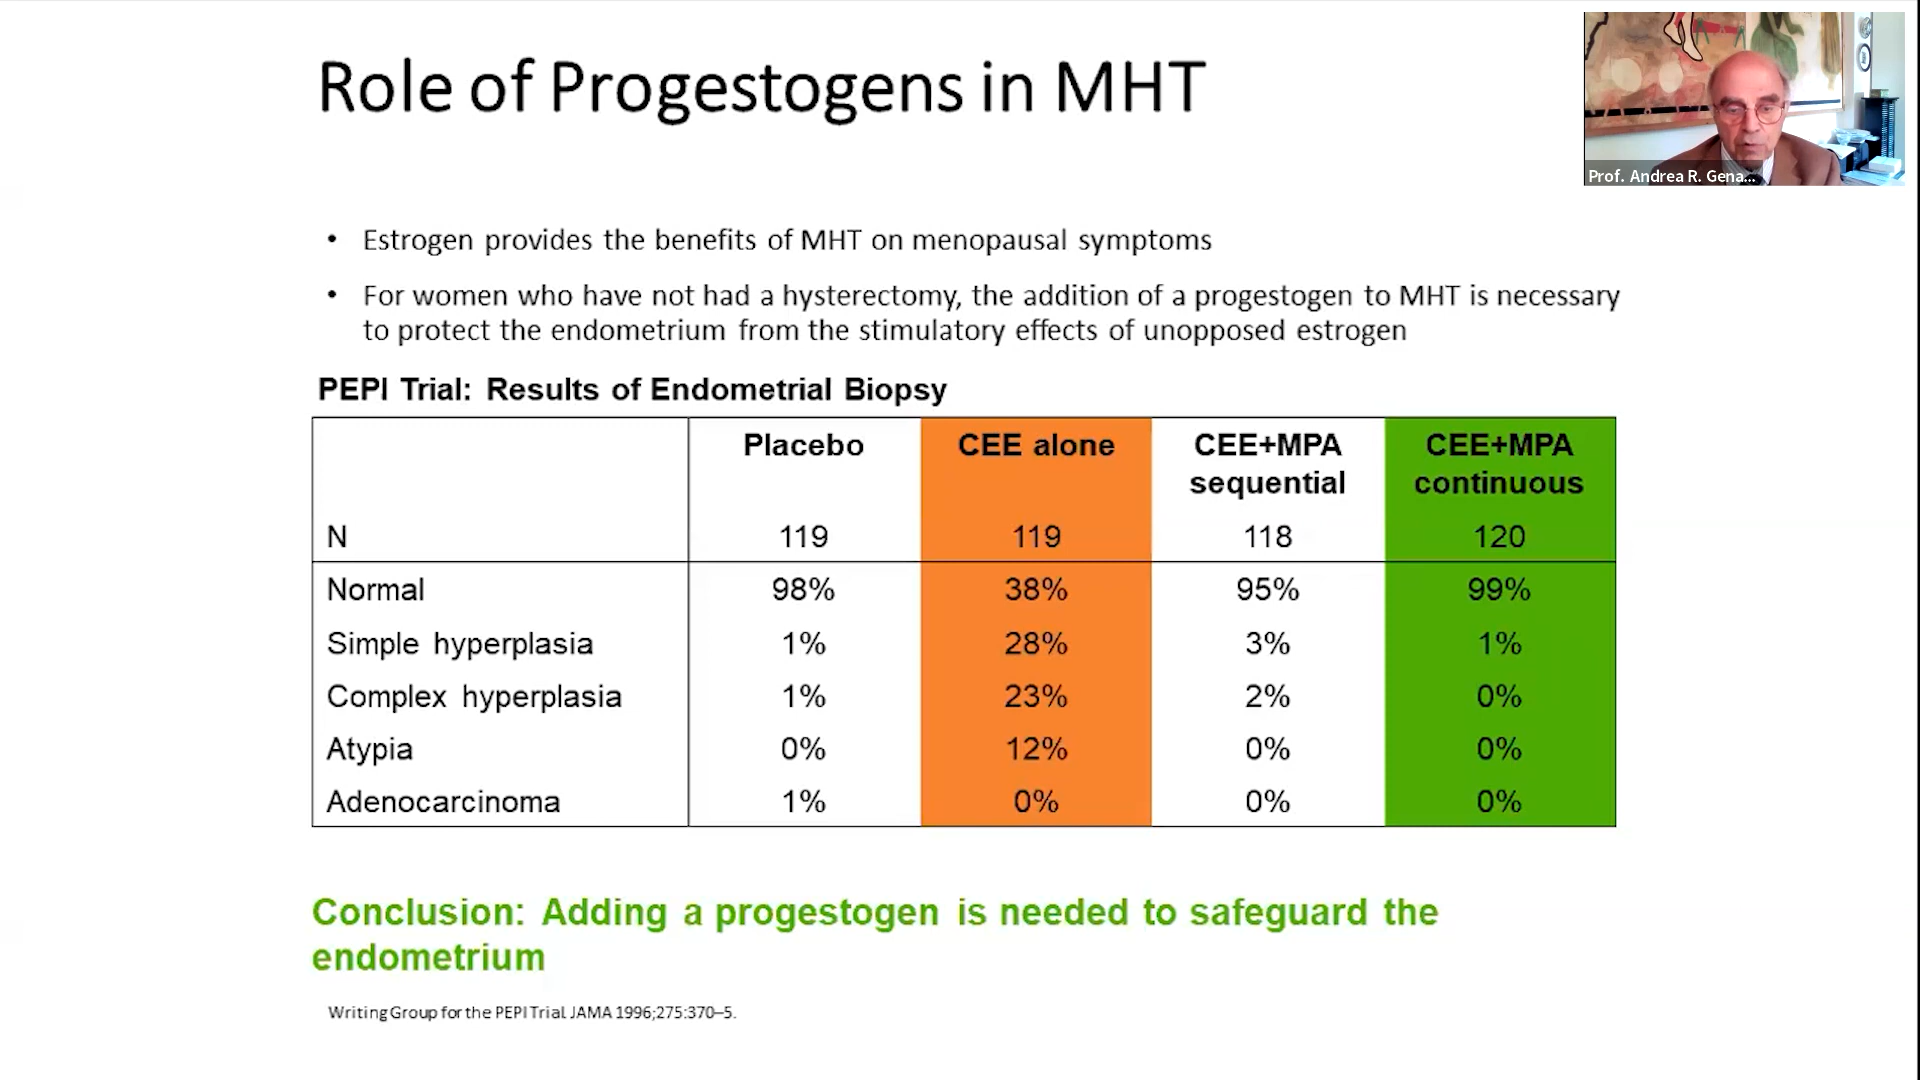 Role of Progestogens in MHT
Prof. Andrea R. Gena...
• Estrogen provides the benefits of MHT on menopausal symptoms
• For women who have not had a hysterectomy, the addition of a progestogen to MHT is necessary
to protect the endometrium from the stimulatory effects of unopposed estrogen
PEPI Trial: Results of Endometrial Biopsy
Placebo CEE alone CEE+MPA CEE+MPA
sequential continuous
N 119 119 118 120
Normal 98% 38% 95% 99%
Simple hyperplasia 1% 28% 3% 1%
Complex hyperplasia 1% 23% 2% 0%
Atypia 0% 12% 0% 0%
Adenocarcinoma 1% 0% 0% 0%
Conclusion: Adding a progestogen is needed to safeguard the
endometrium
Writing Group for the PEPI Trial. JAMA 1996;275:370–5.